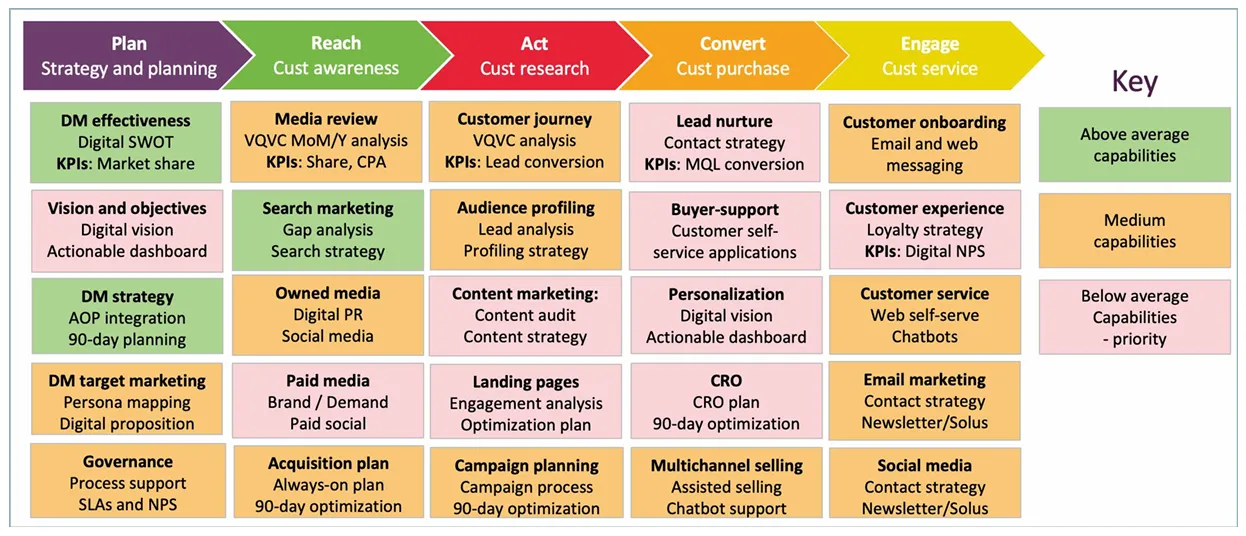 Plan
Strategy and planning
Reach
Cust awareness
Act
Cust research
Convert
Cust purchase
Engage
Cust service
Key
DM effectiveness
Digital SWOT
KPIs: Market share
Media review
VQVC MoM/Y analysis
KPIs: Share, CPA
Customer journey
VQVC analysis
KPIs: Lead conversion
Lead nurture
Contact strategy
KPIs: MQL conversion
Customer onboarding
Email and web
messaging
Above average
capabilities
Vision and objectives
Digital vision
Actionable dashboard
Search marketing
Gap analysis
Search strategy
Audience profiling
Lead analysis
Profiling strategy
Buyer-support
Customer self-
service applications
Customer experience
Loyalty strategy
KPIs: Digital NPS
Medium
capabilities
DM strategy
AOP integration
90-day planning
Owned media
Digital PR
Social media
Content marketing:
Content audit
Content strategy
Personalization
Digital vision
Actionable dashboard
Customer service
Web self-serve
Chatbots
Below average
Capabilities
- priority
DM target marketing
Persona mapping
Digital proposition
Paid media
Brand / Demand
Paid social
Landing pages
Engagement analysis
Optimization plan
CRO
CRO plan
90-day optimization
Email marketing
Contact strategy
Newsletter/Solus
Governance
Process support
SLAs and NPS
Acquisition plan
Always-on plan
90-day optimization
Campaign planning
Campaign process
90-day optimization
Multichannel selling
Assisted selling
Chatbot support
Social media
Contact strategy
Newsletter/Solus